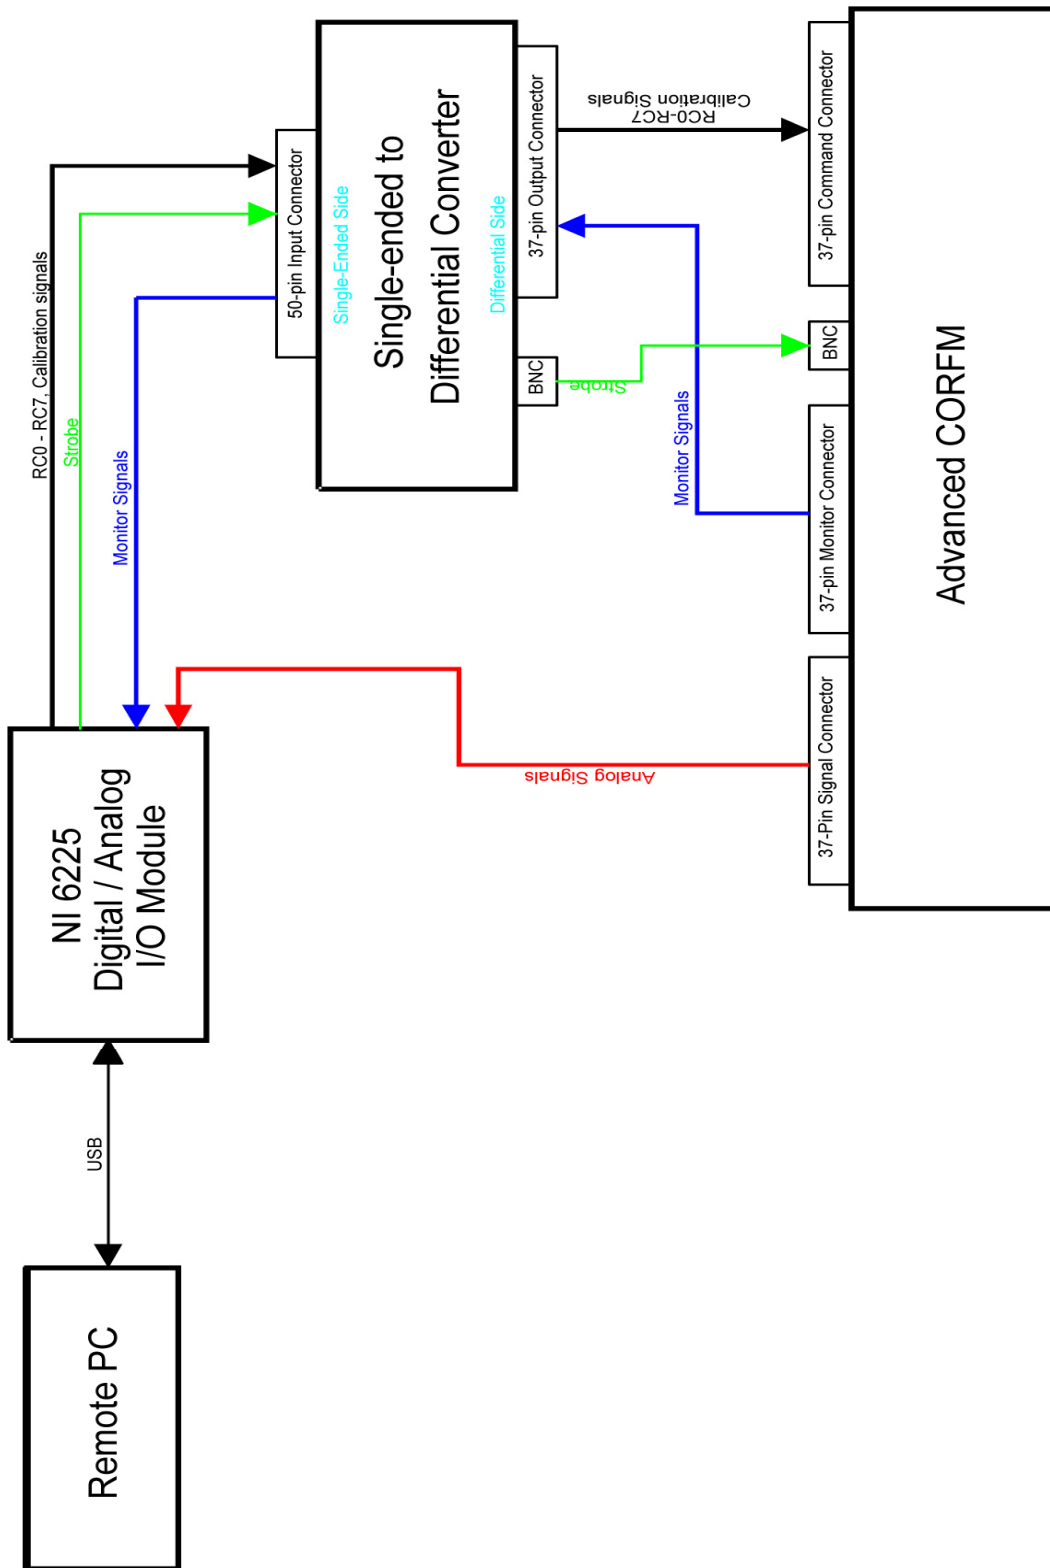 Remote PC
USB
NI 6225
Digital / Analog
I/O Module
RC0 - RC7, Calibration signals
Strobe
Monitor Signals
50-pin Input Connector
Single-Ended Side
Single-ended to
Differential Converter
Differential Side
37-pin Output Connector
BNC
RC0-RC7
Calibration Signals
Strobe
Monitor Signals
Analog Signals
37-pin Command Connector
BNC
37-pin Monitor Connector
37-Pin Signal Connector
Advanced CORFM